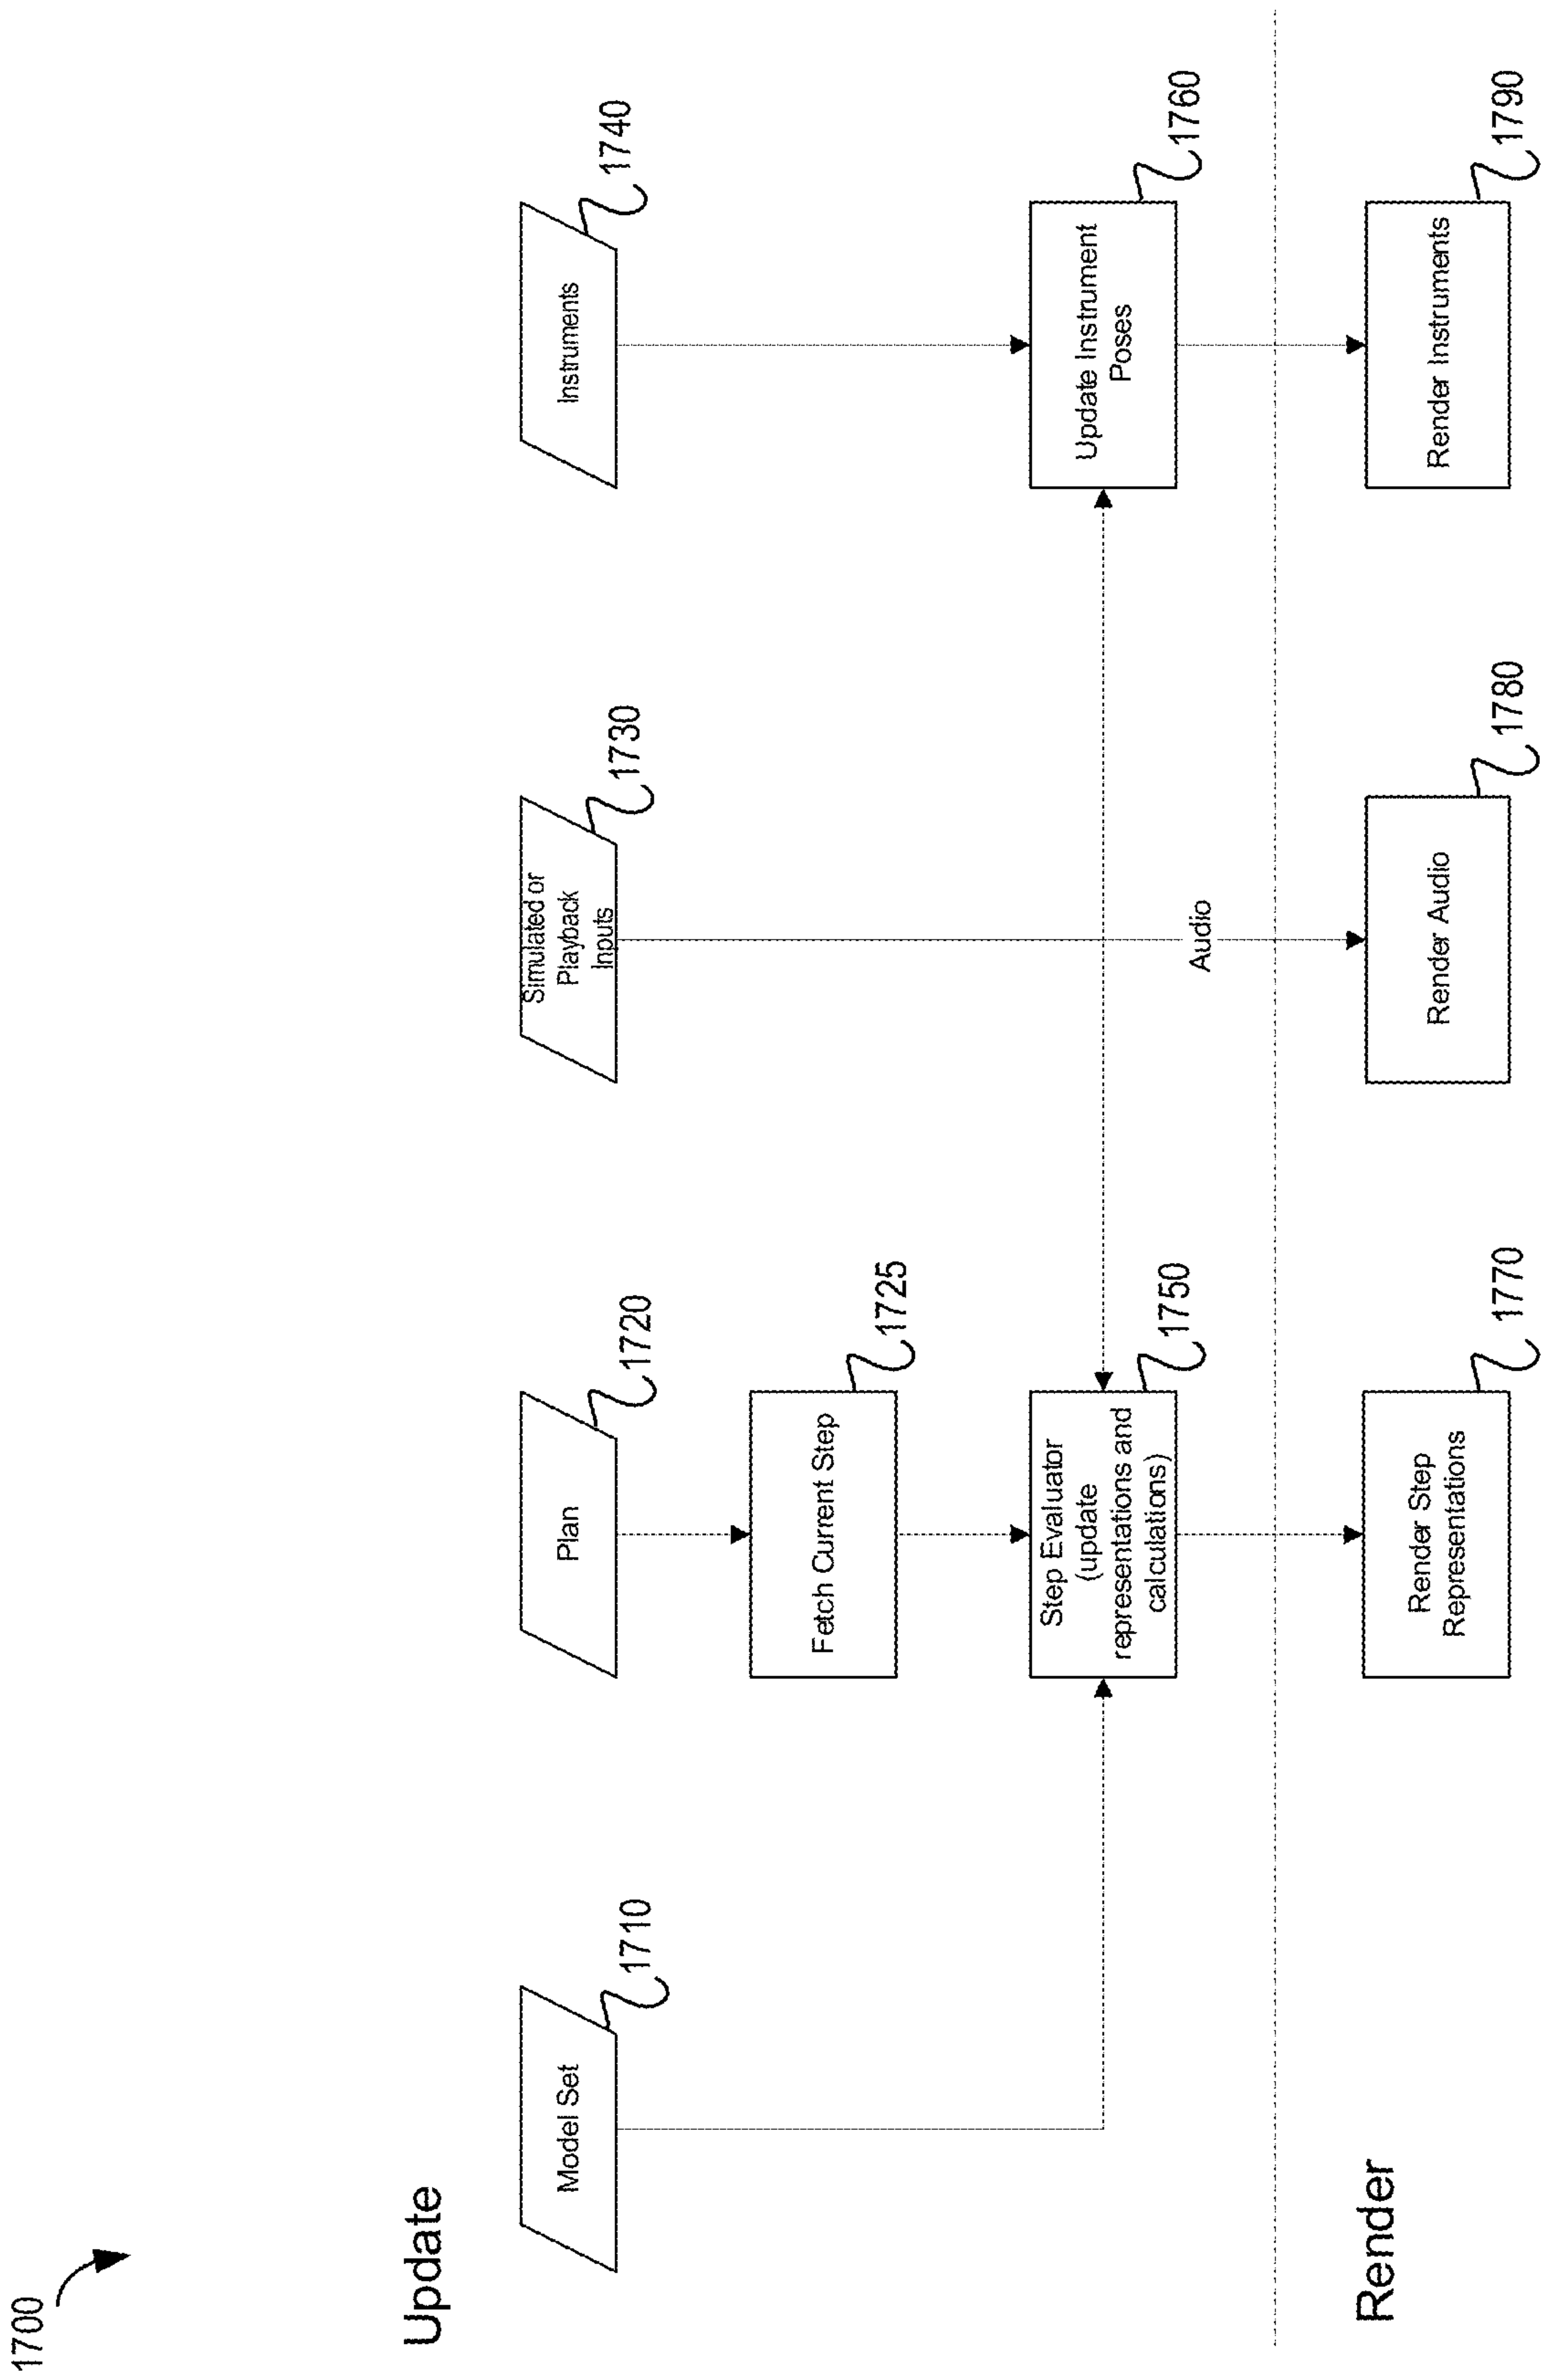 1700
Update
Model Set
1710
Plan
1720
Simulated or
Playback
Inputs
1730
Instruments
1740
Fetch Current Step
1725
Step Evaluator
(update
representations and
calculations)
1750
Update Instrument
Poses
1760
Audio
Render
Render Step
Representations
1770
Render Audio
1780
Render Instruments
1790